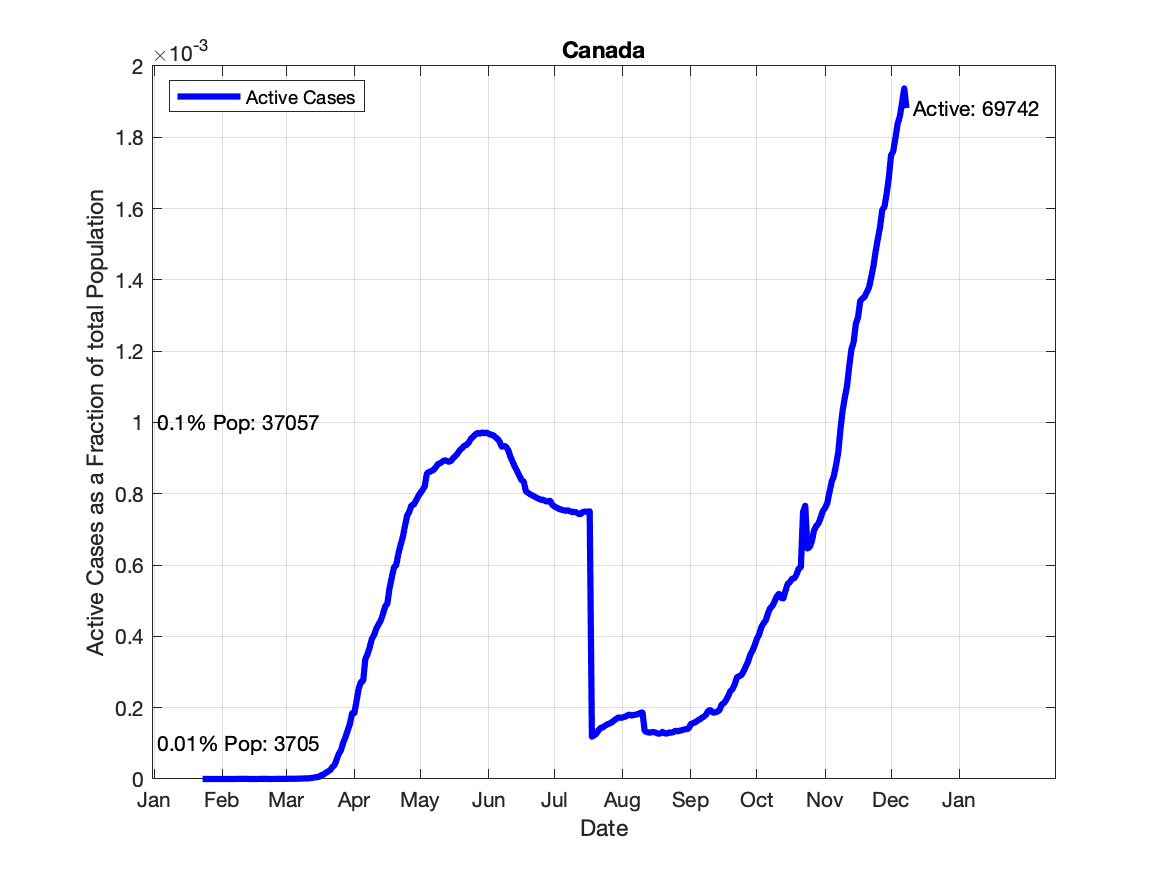 Canada
×10-3
Active Cases
Active: 69742
0.1% Pop: 37057
0.01% Pop: 3705
2
1.8
1.6
1.4
1.2
1
0.8
0.6
0.4
0.2
0
Active Cases as a Fraction of total Population
Jan Feb Mar Apr May Jun Jul Aug Sep Oct Nov Dec Jan
Date